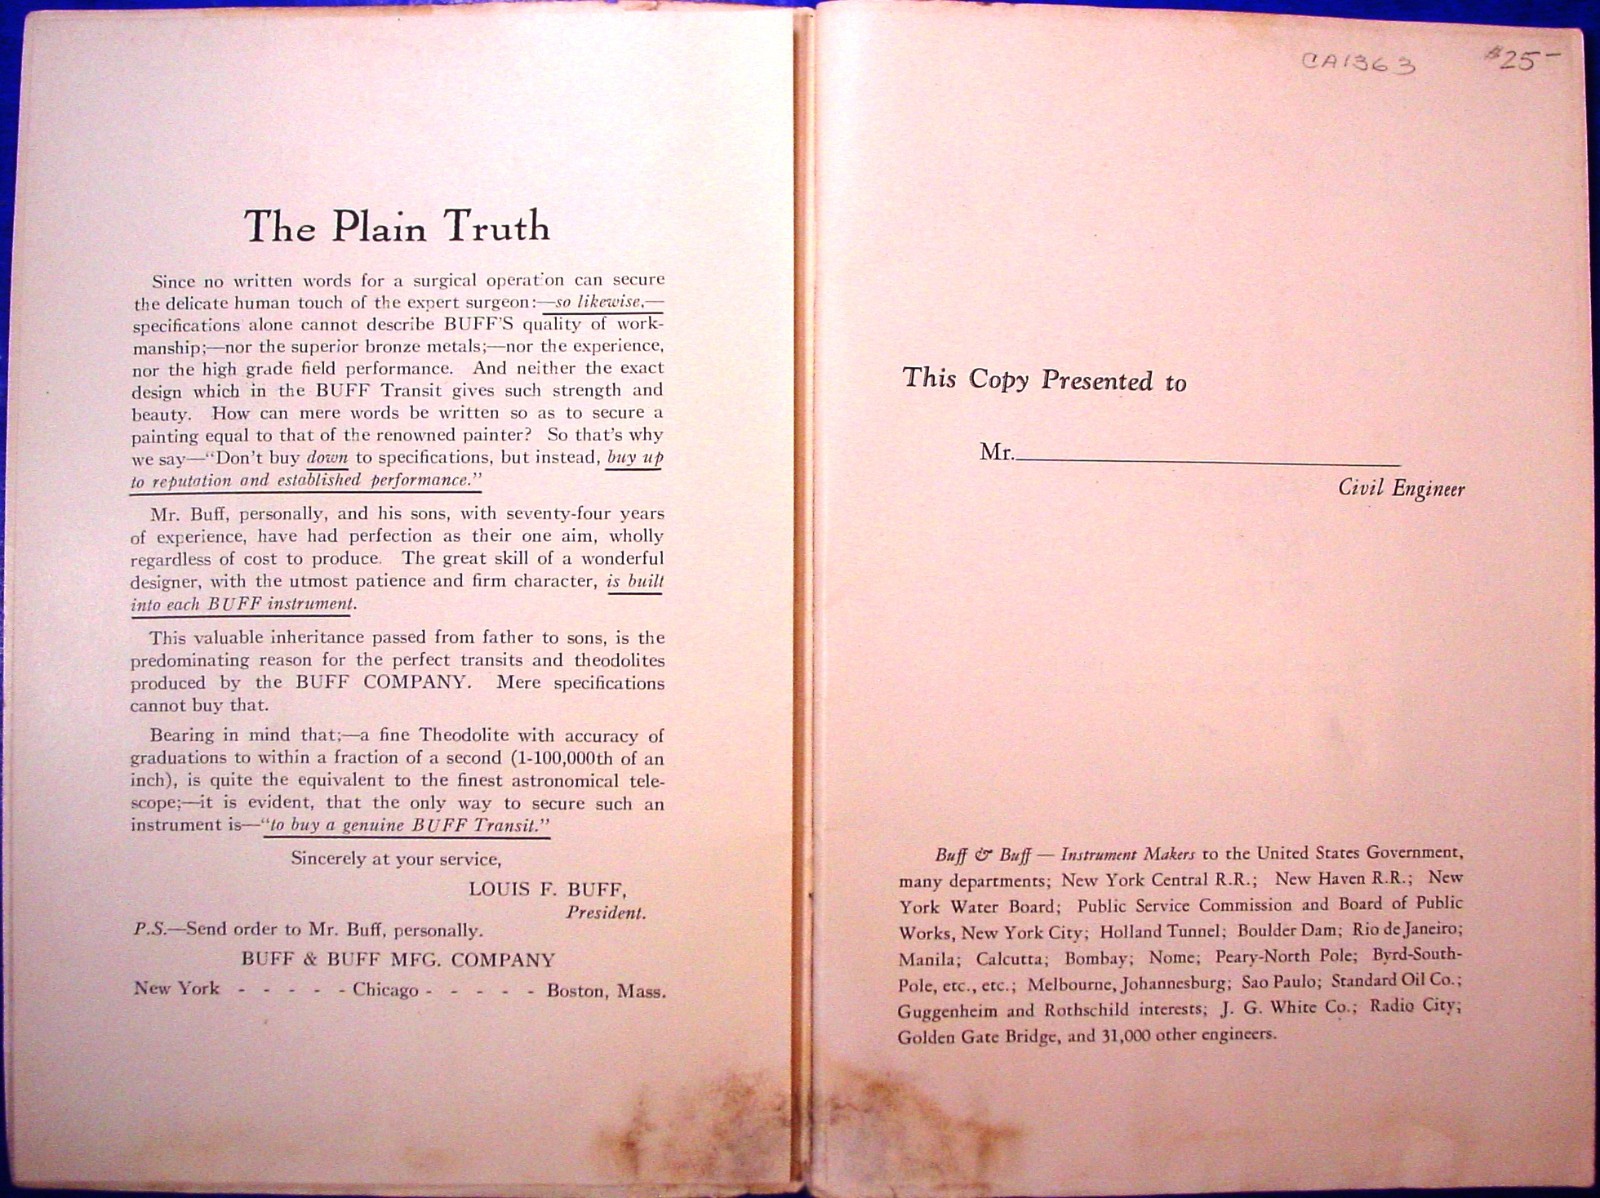 The Plain Truth
Since no written words for a surgical operation can secure
the delicate human touch of the expert surgeon:—so likewise,—
specifications alone cannot describe BUFF'S quality of work-
manship;—nor the superior bronze metals;—nor the experience,
nor the high grade field performance. And neither the exact
design which in the BUFF Transit gives such strength and
beauty. How can mere words be written so as to secure a
painting equal to that of the renowned painter? So that's why
we say—"Don't buy down to specifications, but instead, buy up
to reputation and established performance."
Mr. Buff, personally, and his sons, with seventy-four years
of experience, have had perfection as their one aim, wholly
regardless of cost to produce. The great skill of a wonderful
designer, with the utmost patience and firm character, is built
into each BUFF instrument.
This valuable inheritance passed from father to sons, is the
predominating reason for the perfect transits and theodolites
produced by the BUFF COMPANY. Mere specifications
cannot buy that.
Bearing in mind that;—a fine Theodolite with accuracy of
graduations to within a fraction of a second (1-100,000th of an
inch), is quite the equivalent to the finest astronomical tele-
scope;—it is evident, that the only way to secure such an
instrument is—"to buy a genuine BUFF Transit."
Sincerely at your service,
LOUIS F. BUFF,
President.
P.S.—Send order to Mr. Buff, personally.
BUFF & BUFF MFG. COMPANY
New York - - - - - Chicago - - - - - Boston, Mass.
CA1363 $25-
This Copy Presented to
Mr.
Civil Engineer
Buff & Buff — Instrument Makers to the United States Government,
many departments; New York Central R.R.; New Haven R.R.; New
York Water Board; Public Service Commission and Board of Public
Works, New York City; Holland Tunnel; Boulder Dam; Rio de Janeiro;
Manila; Calcutta; Bombay; Nome; Peary-North Pole; Byrd-South-
Pole, etc., etc.; Melbourne, Johannesburg; Sao Paulo; Standard Oil Co.;
Guggenheim and Rothschild interests; J. G. White Co.; Radio City;
Golden Gate Bridge, and 31,000 other engineers.